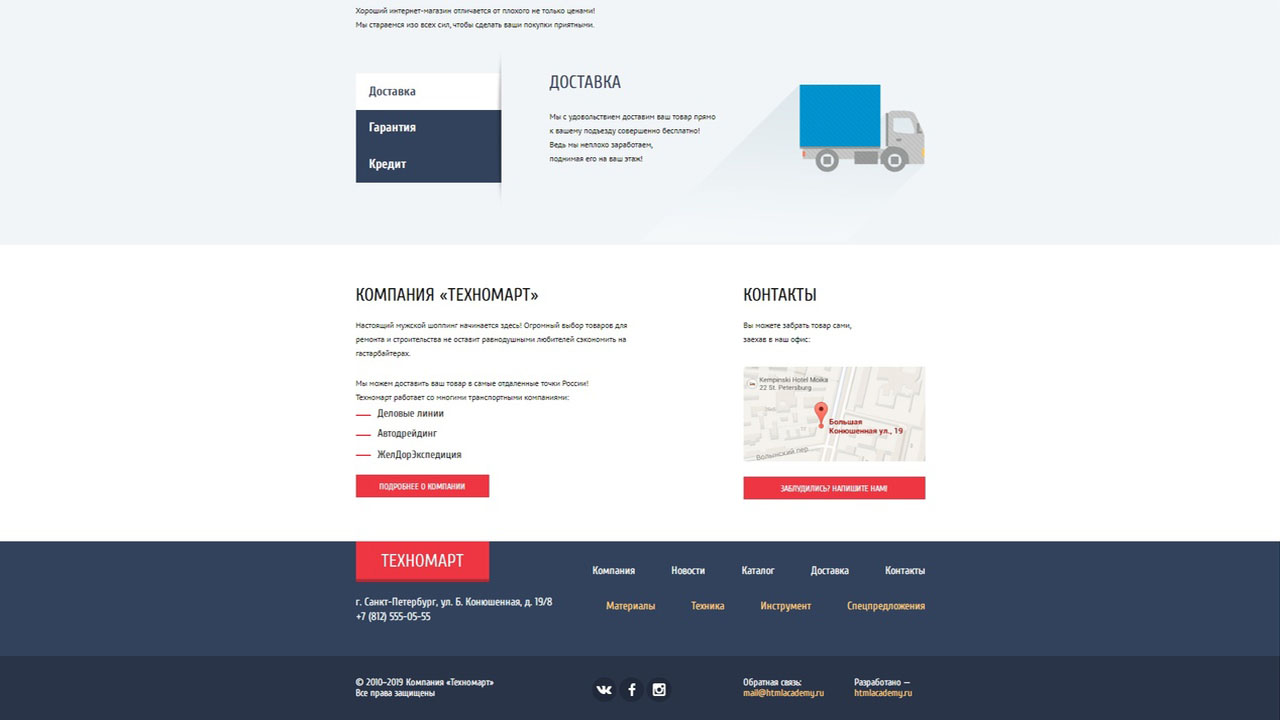 Хороший интернет-магазин отличается от плохого не только ценами!
Мы стараемся изо всех сил, чтобы сделать ваши покупки приятными.
Доставка
Гарантия
Кредит
ДОСТАВКА
Мы с удовольствием доставим ваш товар прямо
к вашему подъезду совершенно бесплатно!
Ведь мы неплохо заработаем,
поднимая его на ваш этаж!
КОМПАНИЯ «ТЕХНОМАРТ»
Настоящий мужской шоппинг начинается здесь! Огромный выбор товаров для
ремонта и строительства не оставит равнодушными любителей сэкономить на
гастарбайтерах.
Мы можем доставить ваш товар в самые отдаленные точки России!
Техномарт работает со многими транспортными компаниями:
Деловые линии
Автодрейдинг
ЖелДорЭкспедиция
ПОДРОБНЕЕ О КОМПАНИИ
КОНТАКТЫ
Вы можете забрать товар сами,
заехав в наш офис:
Kempinski Hotel Moika
22 St. Petersburg
Большая
Конюшенная ул., 19
Волынский пер.
ЗАБЛУДИЛИСЬ? НАПИШИТЕ НАМ!
ТЕХНОМАРТ
г. Санкт-Петербург, ул. Б. Конюшенная, д. 19/8
+7 (812) 555-05-55
Компания Новости Каталог Доставка Контакты
Материалы Техника Инструмент Спецпредложения
© 2010–2019 Компания «Техномарт»
Все права защищены
Обратная связь:
mail@htmlacademy.ru
Разработано —
htmlacademy.ru